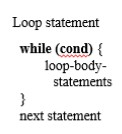 Loop statement
while (cond) {
loop-body-
statements
}
next statement